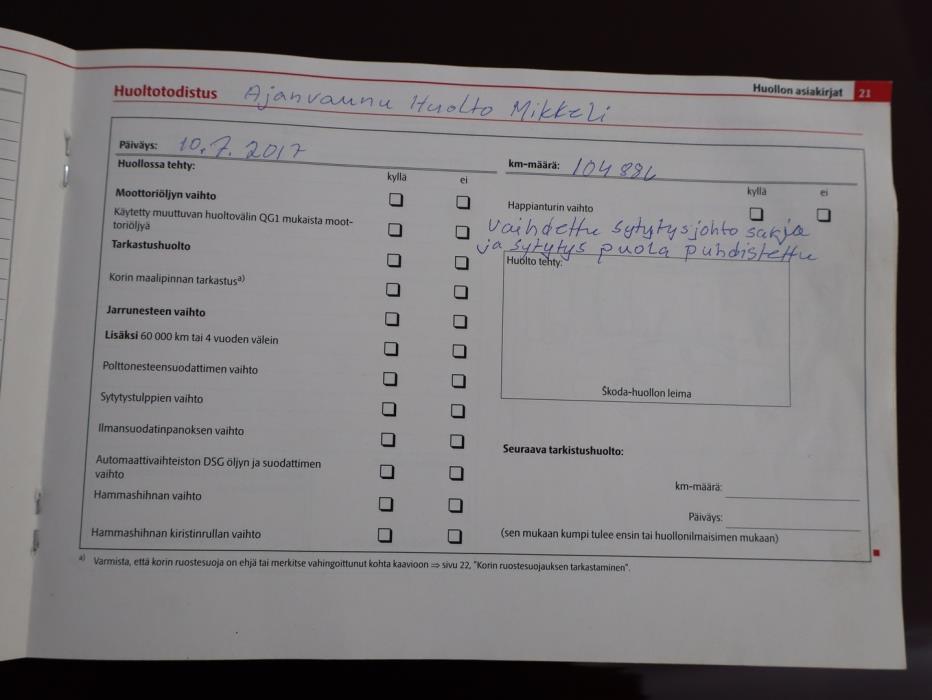 Huollon asiakirjat 21
Huoltotodistus Ajanvaunu Huolto Mikkeli
Päiväys: 10.7.2017
km-määrä: 104 886
Huollossa tehty:
kyllä ei
Moottoriöljyn vaihto
Käytetty muuttuvan huoltovälin QG1 mukaista moot-
toriöljyä
Tarkastushuolto
Korin maalipinnan tarkastus a)
Jarrunesteen vaihto
Lisäksi 60 000 km tai 4 vuoden välein
Polttonesteensuodattimen vaihto
Sytytystulppien vaihto
Ilmansuodatinpanoksen vaihto
Automaattivaihteiston DSG öljyn ja suodattimen
vaihto
Hammashihnan vaihto
Hammashihnan kiristinrullan vaihto
kyllä ei
Happianturin vaihto
vaihdettu sytytysjohto sarja
ja sytytys puola puhdistettu
Huolto tehty:
Škoda-huollon leima
Seuraava tarkistushuolto:
km-määrä:
Päiväys:
(sen mukaan kumpi tulee ensin tai huollonilmaisimen mukaan)
a) Varmista, että korin ruostesuoja on ehjä tai merkitse vahingoittunut kohta kaavioon ⇒ sivu 22, "Korin ruostesuojauksen tarkastaminen".